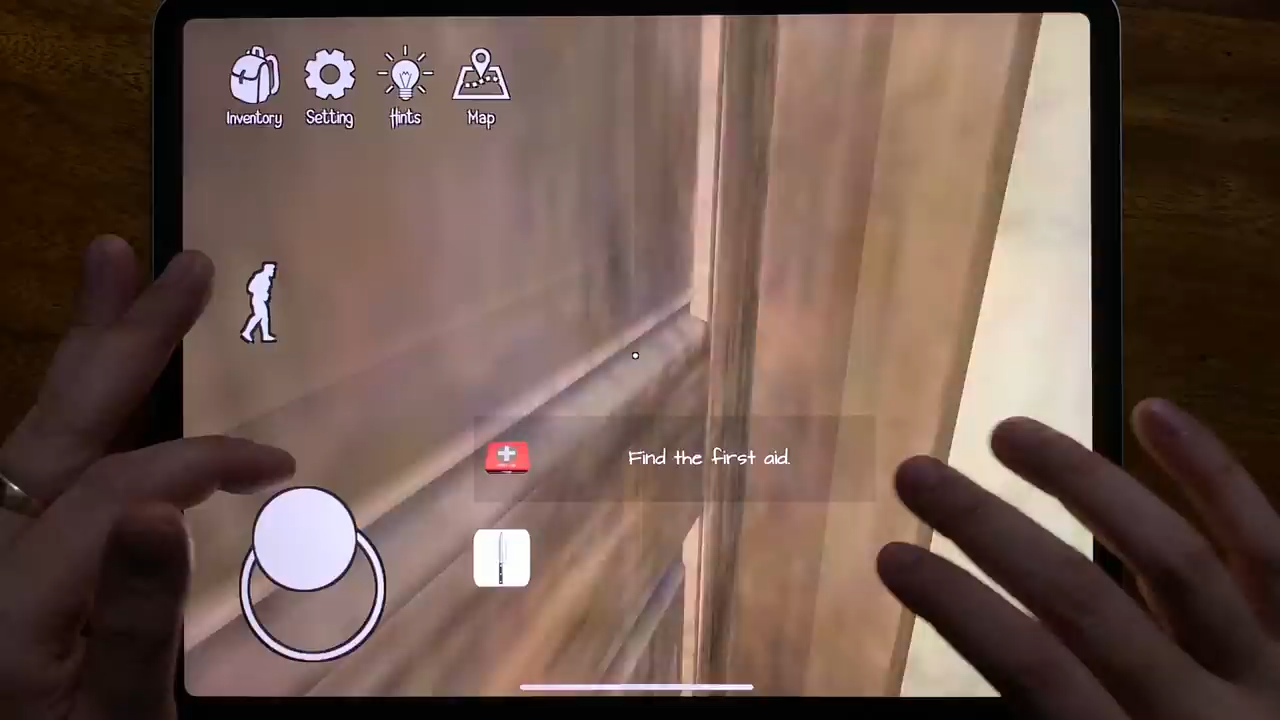 Inventory
Setting
Hints
Map
Find the first aid.